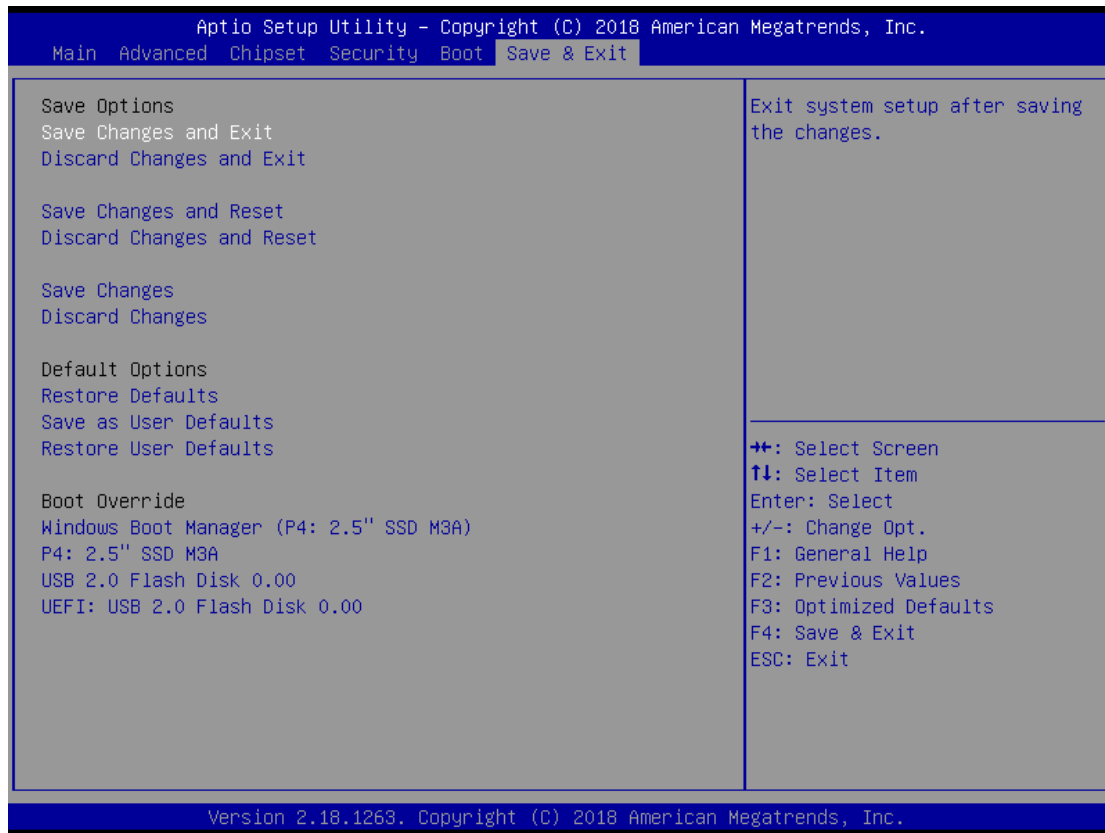 Aptio Setup Utility – Copyright (C) 2018 American Megatrends, Inc.
Main Advanced Chipset Security Boot Save & Exit
Save Options
Save Changes and Exit
Discard Changes and Exit
Save Changes and Reset
Discard Changes and Reset
Save Changes
Discard Changes
Default Options
Restore Defaults
Save as User Defaults
Restore User Defaults
Boot Override
Windows Boot Manager (P4: 2.5" SSD M3A)
P4: 2.5" SSD M3A
USB 2.0 Flash Disk 0.00
UEFI: USB 2.0 Flash Disk 0.00
Exit system setup after saving
the changes.
→←: Select Screen
↑↓: Select Item
Enter: Select
+/-: Change Opt.
F1: General Help
F2: Previous Values
F3: Optimized Defaults
F4: Save & Exit
ESC: Exit
Version 2.18.1263. Copyright (C) 2018 American Megatrends, Inc.